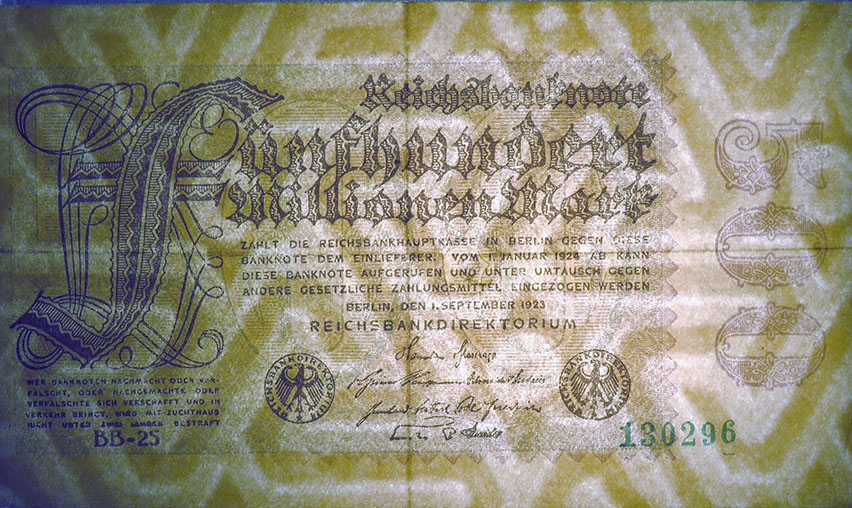 Reichsbanknote
Fünfhundert
Millionen Mark
ZAHLT DIE REICHSBANKHAUPTKASSE IN BERLIN GEGEN DIESE
BANKNOTE DEM EINLIEFERER. VOM 1. JANUAR 1924 AB KANN
DIESE BANKNOTE AUFGERUFEN UND UNTER UMTAUSCH GEGEN
ANDERE GESETZLICHE ZAHLUNGSMITTEL EINGEZOGEN WERDEN
BERLIN, DEN 1. SEPTEMBER 1923
REICHSBANKDIREKTORIUM
REICHSBANKDIREKTORIUM
REICHSBANKDIREKTORIUM
WER BANKNOTEN NACHMACHT ODER VER-
FÄLSCHT, ODER NACHGEMACHTE ODER
VERFÄLSCHTE SICH VERSCHAFFT UND IN
VERKEHR BRINGT, WIRD MIT ZUCHTHAUS
NICHT UNTER ZWEI JAHREN BESTRAFT
BB-25
130296
500